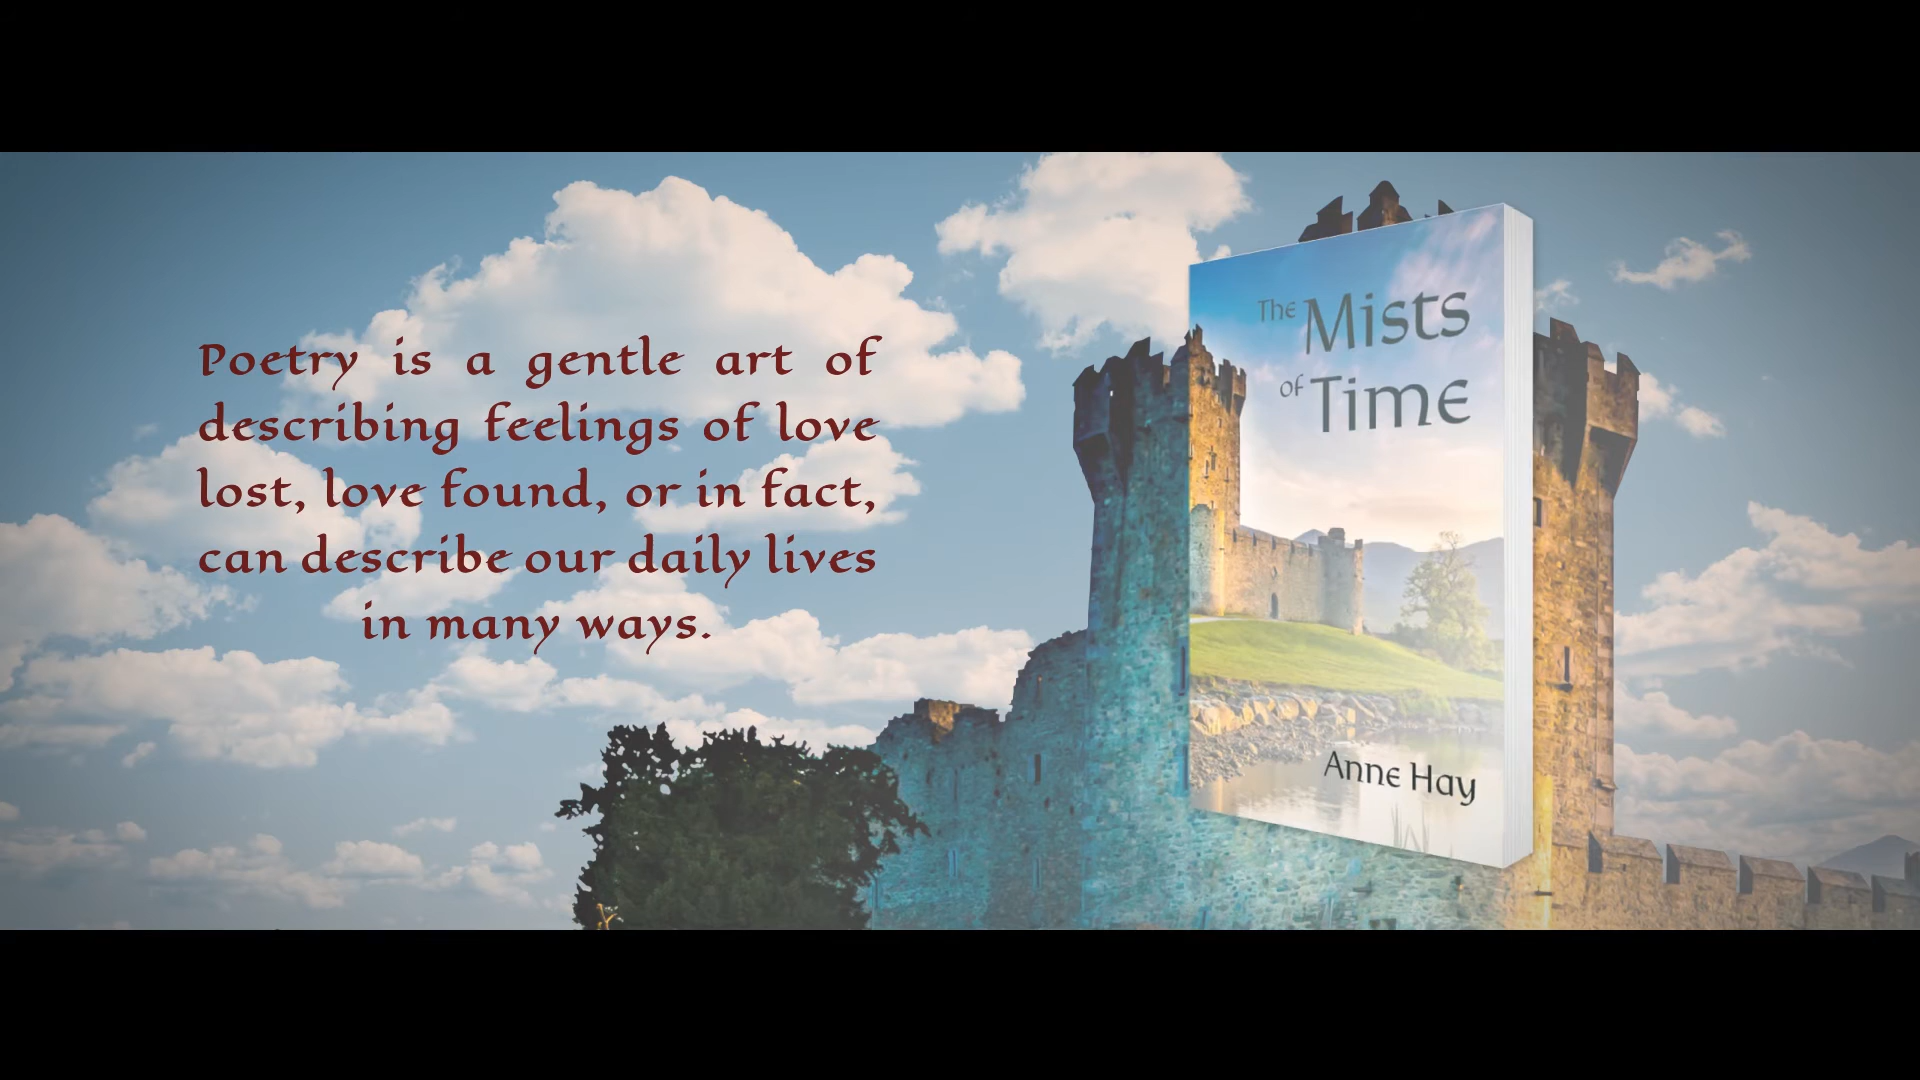 Poetry is a gentle art of
describing feelings of love
lost, love found, or in fact,
can describe our daily lives
in many ways.
The Mists
of Time
Anne Hay